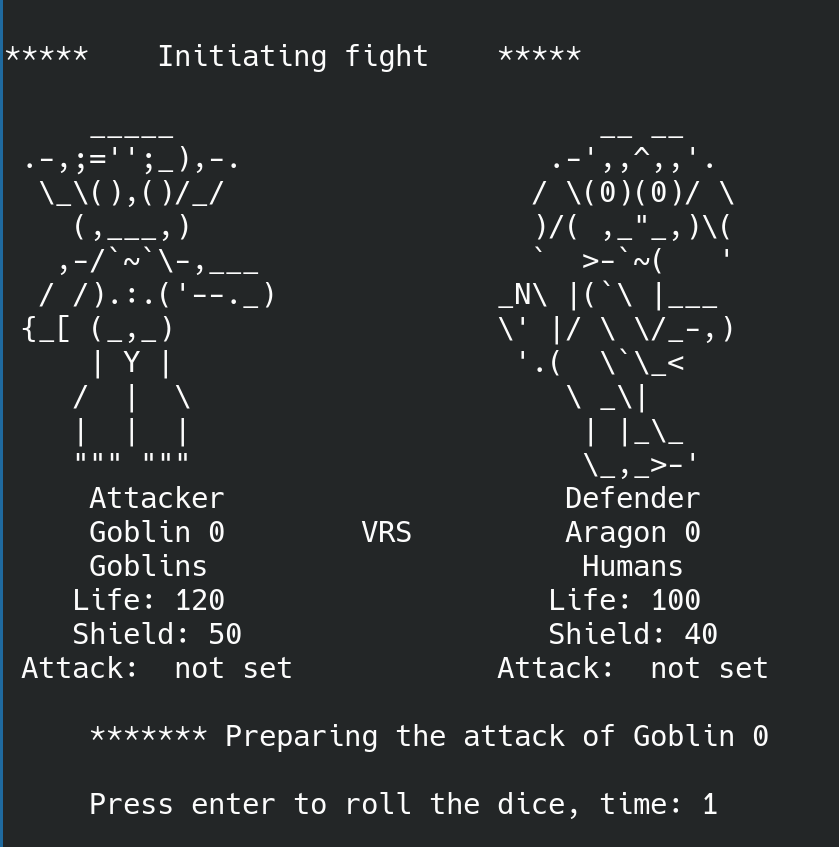 ***** Initiating fight *****
Attacker Defender
Goblin 0 VRS Aragon 0
Goblins Humans
Life: 120 Life: 100
Shield: 50 Shield: 40
Attack: not set Attack: not set
******* Preparing the attack of Goblin 0
Press enter to roll the dice, time: 1